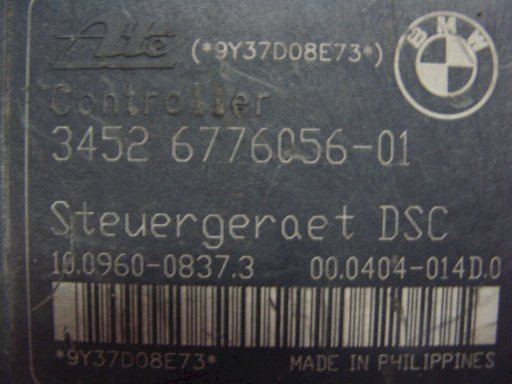 Ate (*9Y37D08E73*)
BMW
Controller
3452 6776056-01
Steuergeraet DSC
10.0960-0837.3 00.0404-014D.0
*9Y37D08E73* MADE IN PHILIPPINES